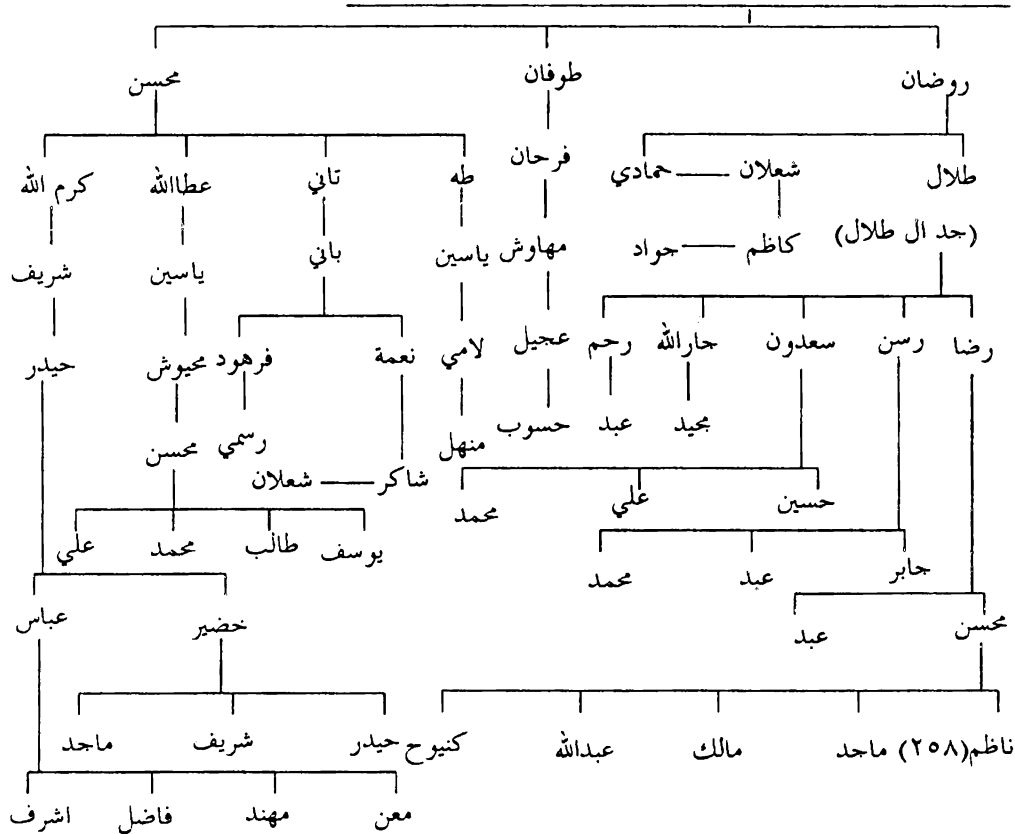 روضان طوفان محسن
طلال شعلان حمادي فرحان طه تاني عطاالله كرم الله
(جد ال طلال) كاظم جواد مهاوش ياسين باني ياسين شريف
رضا رسن سعدون جارالله رحم عجيل لامي نعمة فرهود محيوش حيدر
مجيد عبد حسوب منهل رسمي محسن
شاكر شعلان
حسين علي محمد
يوسف طالب محمد علي
جابر عبد محمد
محسن عبد خضير عباس
ناظم(٢٥٨) ماجد مالك عبدالله كنيوح حيدر شريف ماجد
معن مهند فاضل اشرف